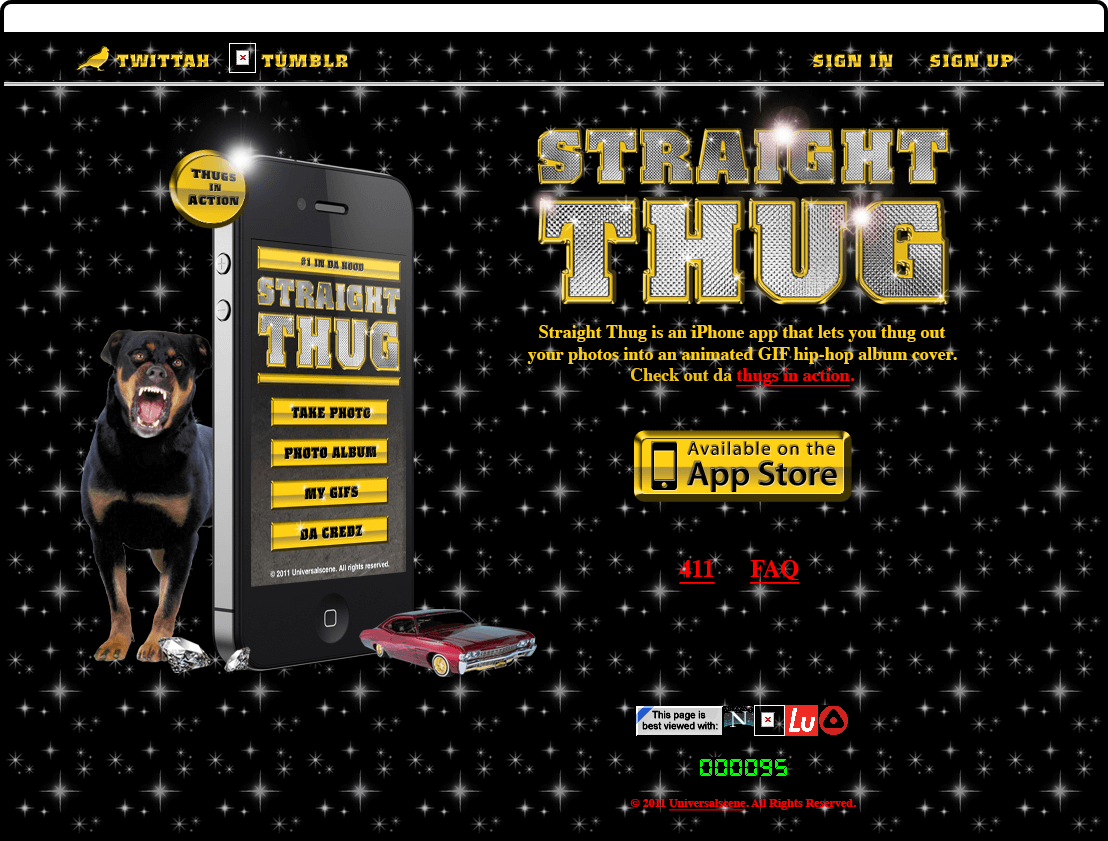 TWITTAH
TUMBLR
SIGN IN
SIGN UP
THUGS
IN
ACTION
#1 IN DA HOOD
STRAIGHT
THUG
TAKE PHOTO
PHOTO ALBUM
MY GIFS
DA CREDZ
© 2011 Universalscene. All rights reserved.
STRAIGHT
THUG
Straight Thug is an iPhone app that lets you thug out
your photos into an animated GIF hip-hop album cover.
Check out da thugs in action.
Available on the
App Store
411 FAQ
This page is
best viewed with:
N
Lu
000095
© 2011 Universalscene. All Rights Reserved.